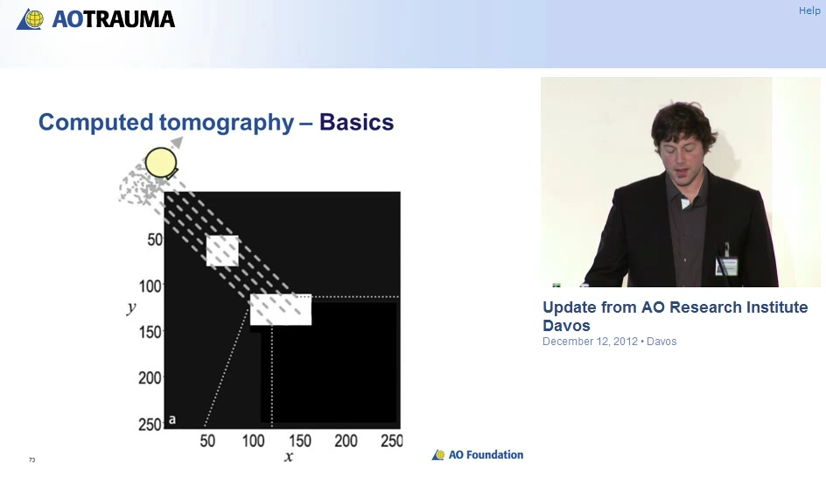 AOTRAUMA
Help
Computed tomography – Basics
50
100
y
150
200
250
a
50 100 150 200 250
x
73
AO Foundation
Update from AO Research Institute
Davos
December 12, 2012 • Davos